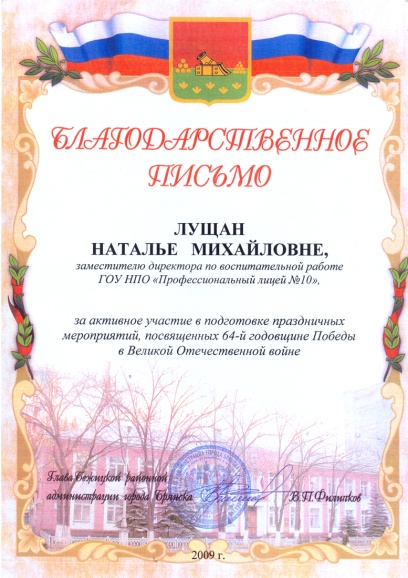 БЛАГОДАРСТВЕННОЕ
ПИСЬМО
ЛУЩАН
НАТАЛЬЕ МИХАЙЛОВНЕ,
заместителю директора по воспитательной работе
ГОУ НПО «Профессиональный лицей №10»,
за активное участие в подготовке праздничных
мероприятий, посвященных 64-й годовщине Победы
в Великой Отечественной войне
Глава Бежицкой районной
администрации города Брянска В.П.Филипков
2009 г.